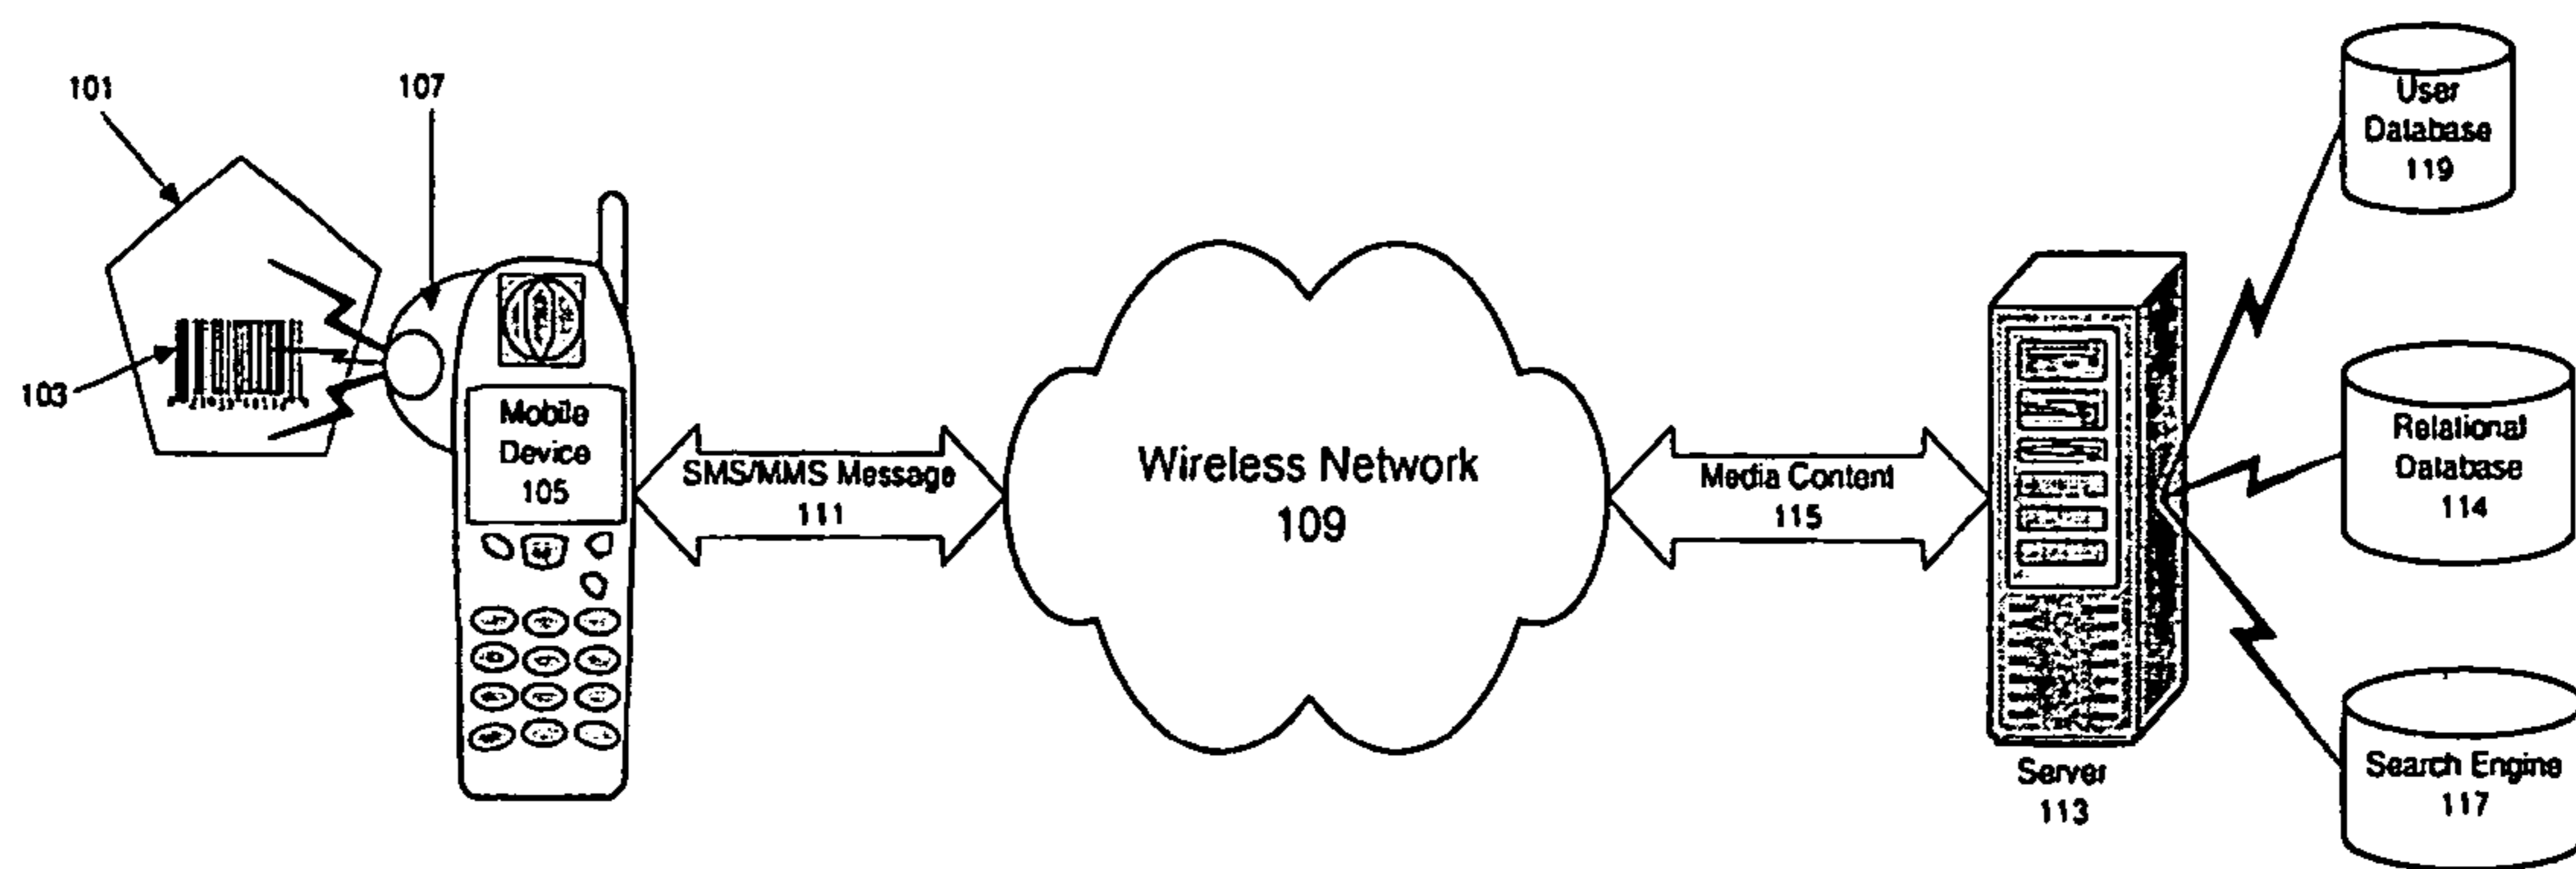 101
107
103
Mobile
Device
105
SMS/MMS Message
111
Wireless Network
109
Media Content
115
Server
113
User
Database
119
Relational
Database
114
Search Engine
117